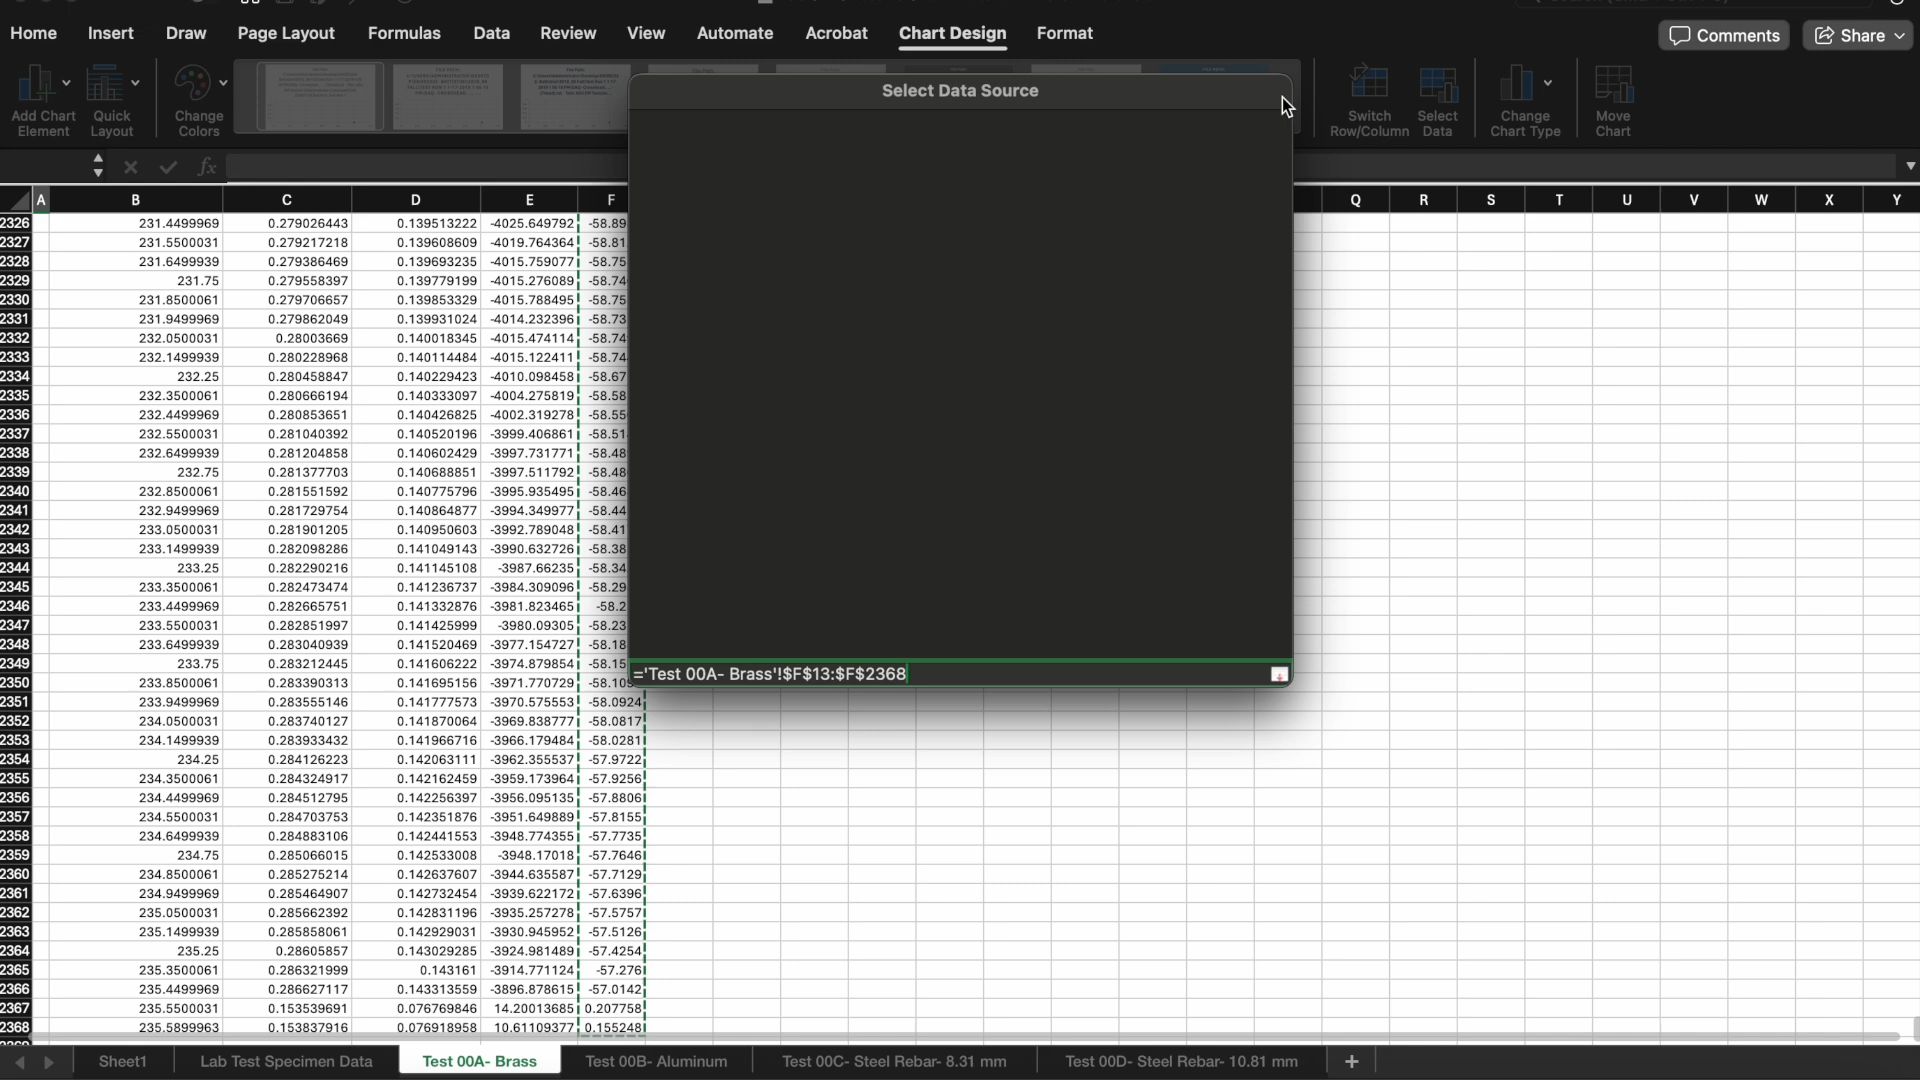 Home Insert Draw Page Layout Formulas Data Review View Automate Acrobat Chart Design Format Comments Share
Add Chart Element Quick Layout Change Colors Switch Row/Column Select Data Change Chart Type Move Chart
Select Data Source
fx
A B C D E F Q R S T U V W X Y
2326 231.4499969 0.279026443 0.139513222 -4025.649792 -58.89
2327 231.5500031 0.279217218 0.139608609 -4019.764364 -58.81
2328 231.6499939 0.279386469 0.139693235 -4015.759077 -58.75
2329 231.75 0.279558397 0.139779199 -4015.276089 -58.74
2330 231.8500061 0.279706657 0.139853329 -4015.788495 -58.75
2331 231.9499969 0.279862049 0.139931024 -4014.232396 -58.73
2332 232.0500031 0.28003669 0.140018345 -4015.474114 -58.74
2333 232.1499939 0.280228968 0.140114484 -4015.122411 -58.74
2334 232.25 0.280458847 0.140229423 -4010.098458 -58.67
2335 232.3500061 0.280666194 0.140333097 -4004.275819 -58.58
2336 232.4499969 0.280853651 0.140426825 -4002.319278 -58.55
2337 232.5500031 0.281040392 0.140520196 -3999.406861 -58.51
2338 232.6499939 0.281204858 0.140602429 -3997.731771 -58.48
2339 232.75 0.281377703 0.140688851 -3997.511792 -58.48
2340 232.8500061 0.281551592 0.140775796 -3995.935495 -58.46
2341 232.9499969 0.281729754 0.140864877 -3994.349977 -58.44
2342 233.0500031 0.281901205 0.140950603 -3992.789048 -58.41
2343 233.1499939 0.282098286 0.141049143 -3990.632726 -58.38
2344 233.25 0.282290216 0.141145108 -3987.66235 -58.34
2345 233.3500061 0.282473474 0.141236737 -3984.309096 -58.29
2346 233.4499969 0.282665751 0.141332876 -3981.823465 -58.2
2347 233.5500031 0.282851997 0.141425999 -3980.09305 -58.23
2348 233.6499939 0.283040939 0.141520469 -3977.154727 -58.18
2349 233.75 0.283212445 0.141606222 -3974.879854 -58.15
2350 233.8500061 0.283390313 0.141695156 -3971.770729 -58.10
='Test 00A- Brass'!$F$13:$F$2368
2351 233.9499969 0.283555146 0.141777573 -3970.575553 -58.0924
2352 234.0500031 0.283740127 0.141870064 -3969.838777 -58.0817
2353 234.1499939 0.283933432 0.141966716 -3966.179484 -58.0281
2354 234.25 0.284126223 0.142063111 -3962.355537 -57.9722
2355 234.3500061 0.284324917 0.142162459 -3959.173964 -57.9256
2356 234.4499969 0.284512795 0.142256397 -3956.095135 -57.8806
2357 234.5500031 0.284703753 0.142351876 -3951.649889 -57.8155
2358 234.6499939 0.284883106 0.142441553 -3948.774355 -57.7735
2359 234.75 0.285066015 0.142533008 -3948.17018 -57.7646
2360 234.8500061 0.285275214 0.142637607 -3944.635587 -57.7129
2361 234.9499969 0.285464907 0.142732454 -3939.622172 -57.6396
2362 235.0500031 0.285662392 0.142831196 -3935.257278 -57.5757
2363 235.1499939 0.285858061 0.142929031 -3930.945952 -57.5126
2364 235.25 0.28605857 0.143029285 -3924.981489 -57.4254
2365 235.3500061 0.286321999 0.143161 -3914.771124 -57.276
2366 235.4499969 0.286627117 0.143313559 -3896.878615 -57.0142
2367 235.5500031 0.153539691 0.076769846 14.20013685 0.207758
2368 235.5899963 0.153837916 0.076918958 10.61109377 0.155248
Sheet1 Lab Test Specimen Data Test 00A- Brass Test 00B- Aluminum Test 00C- Steel Rebar- 8.31 mm Test 00D- Steel Rebar- 10.81 mm +